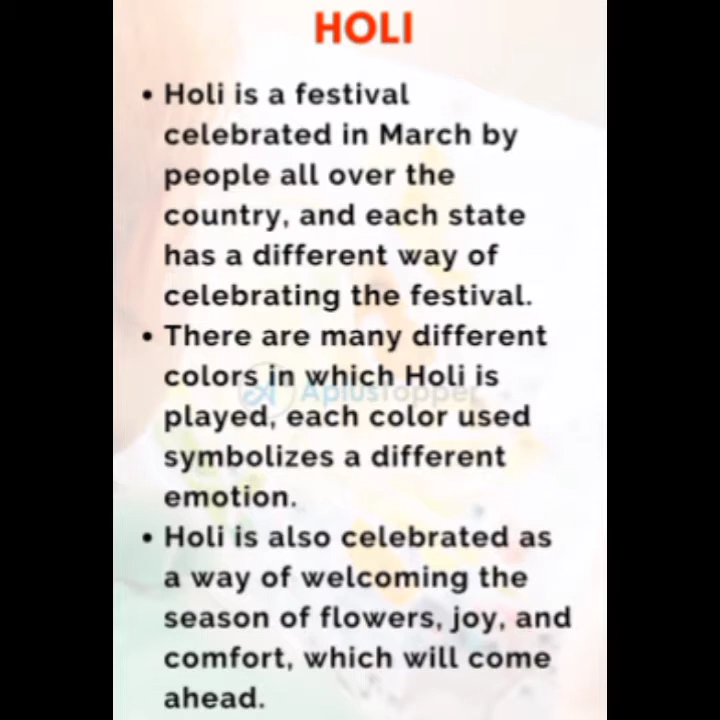 HOLI
• Holi is a festival
celebrated in March by
people all over the
country, and each state
has a different way of
celebrating the festival.
• There are many different
colors in which Holi is
played, each color used
symbolizes a different
emotion.
• Holi is also celebrated as
a way of welcoming the
season of flowers, joy, and
comfort, which will come
ahead.
AplusTopper